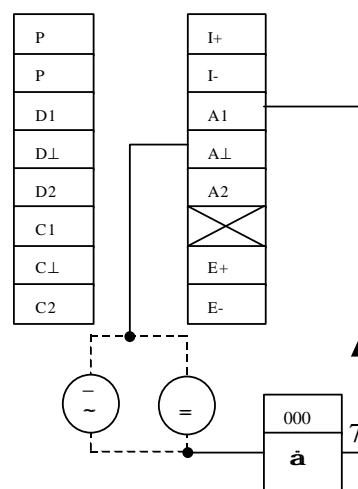 P
P
D1
D⊥
D2
C1
C⊥
C2
I+
I-
A1
A⊥
A2
E+
E-
–
~
=
000
ä
7